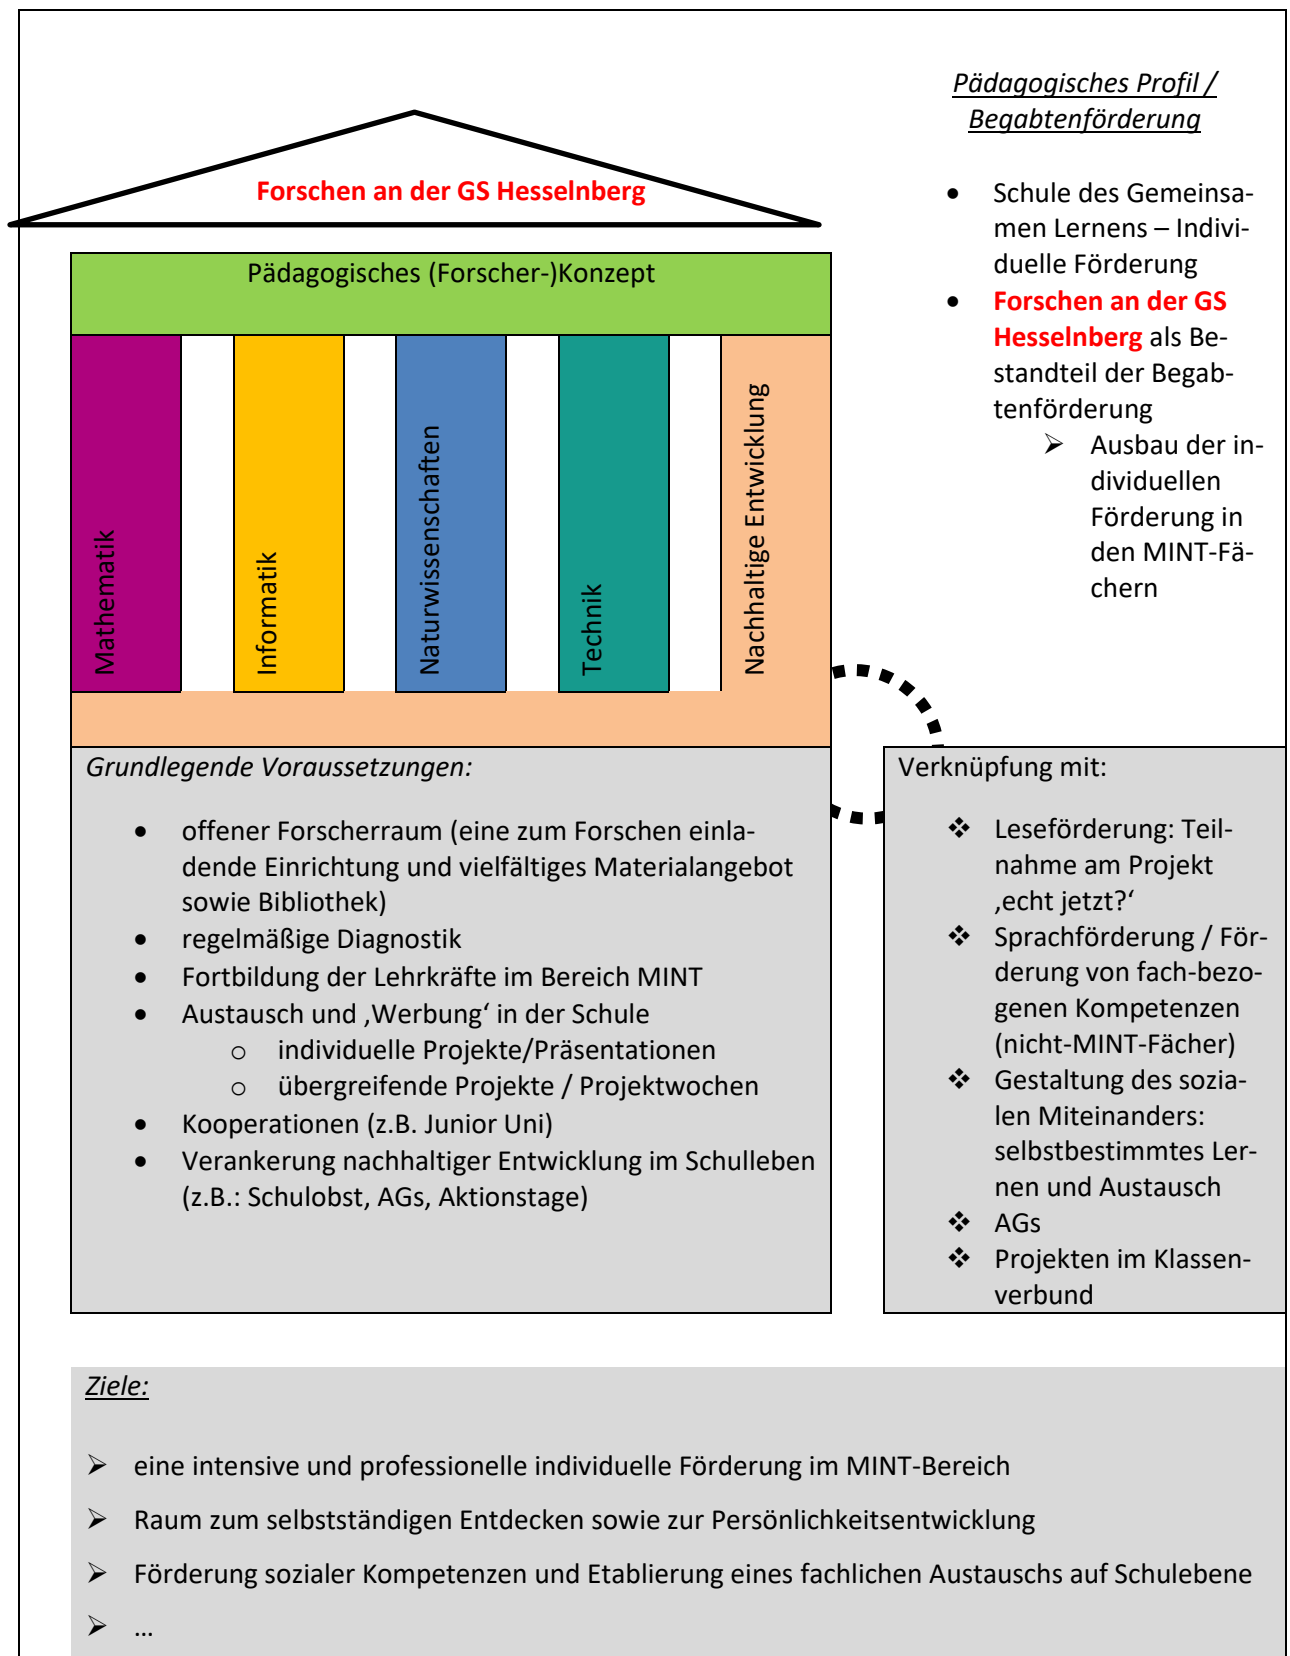 Pädagogisches Profil /
Begabtenförderung
Forschen an der GS Hesselnberg
• Schule des Gemeinsa-
men Lernens – Indivi-
duelle Förderung
• Forschen an der GS
Hesselnberg als Be-
standteil der Begab-
tenförderung
➢ Ausbau der in-
dividuellen
Förderung in
den MINT-Fä-
chern
Pädagogisches (Forscher-)Konzept
Mathematik
Informatik
Naturwissenschaften
Technik
Nachhaltige Entwicklung
Grundlegende Voraussetzungen:
• offener Forscherraum (eine zum Forschen einla-
dende Einrichtung und vielfältiges Materialangebot
sowie Bibliothek)
• regelmäßige Diagnostik
• Fortbildung der Lehrkräfte im Bereich MINT
• Austausch und ‚Werbung‘ in der Schule
o individuelle Projekte/Präsentationen
o übergreifende Projekte / Projektwochen
• Kooperationen (z.B. Junior Uni)
• Verankerung nachhaltiger Entwicklung im Schulleben
(z.B.: Schulobst, AGs, Aktionstage)
Verknüpfung mit:
❖ Leseförderung: Teil-
nahme am Projekt
‚echt jetzt?‘
❖ Sprachförderung / För-
derung von fach-bezo-
genen Kompetenzen
(nicht-MINT-Fächer)
❖ Gestaltung des sozia-
len Miteinanders:
selbstbestimmtes Ler-
nen und Austausch
❖ AGs
❖ Projekten im Klassen-
verbund
Ziele:
➢ eine intensive und professionelle individuelle Förderung im MINT-Bereich
➢ Raum zum selbstständigen Entdecken sowie zur Persönlichkeitsentwicklung
➢ Förderung sozialer Kompetenzen und Etablierung eines fachlichen Austauschs auf Schulebene
➢ …